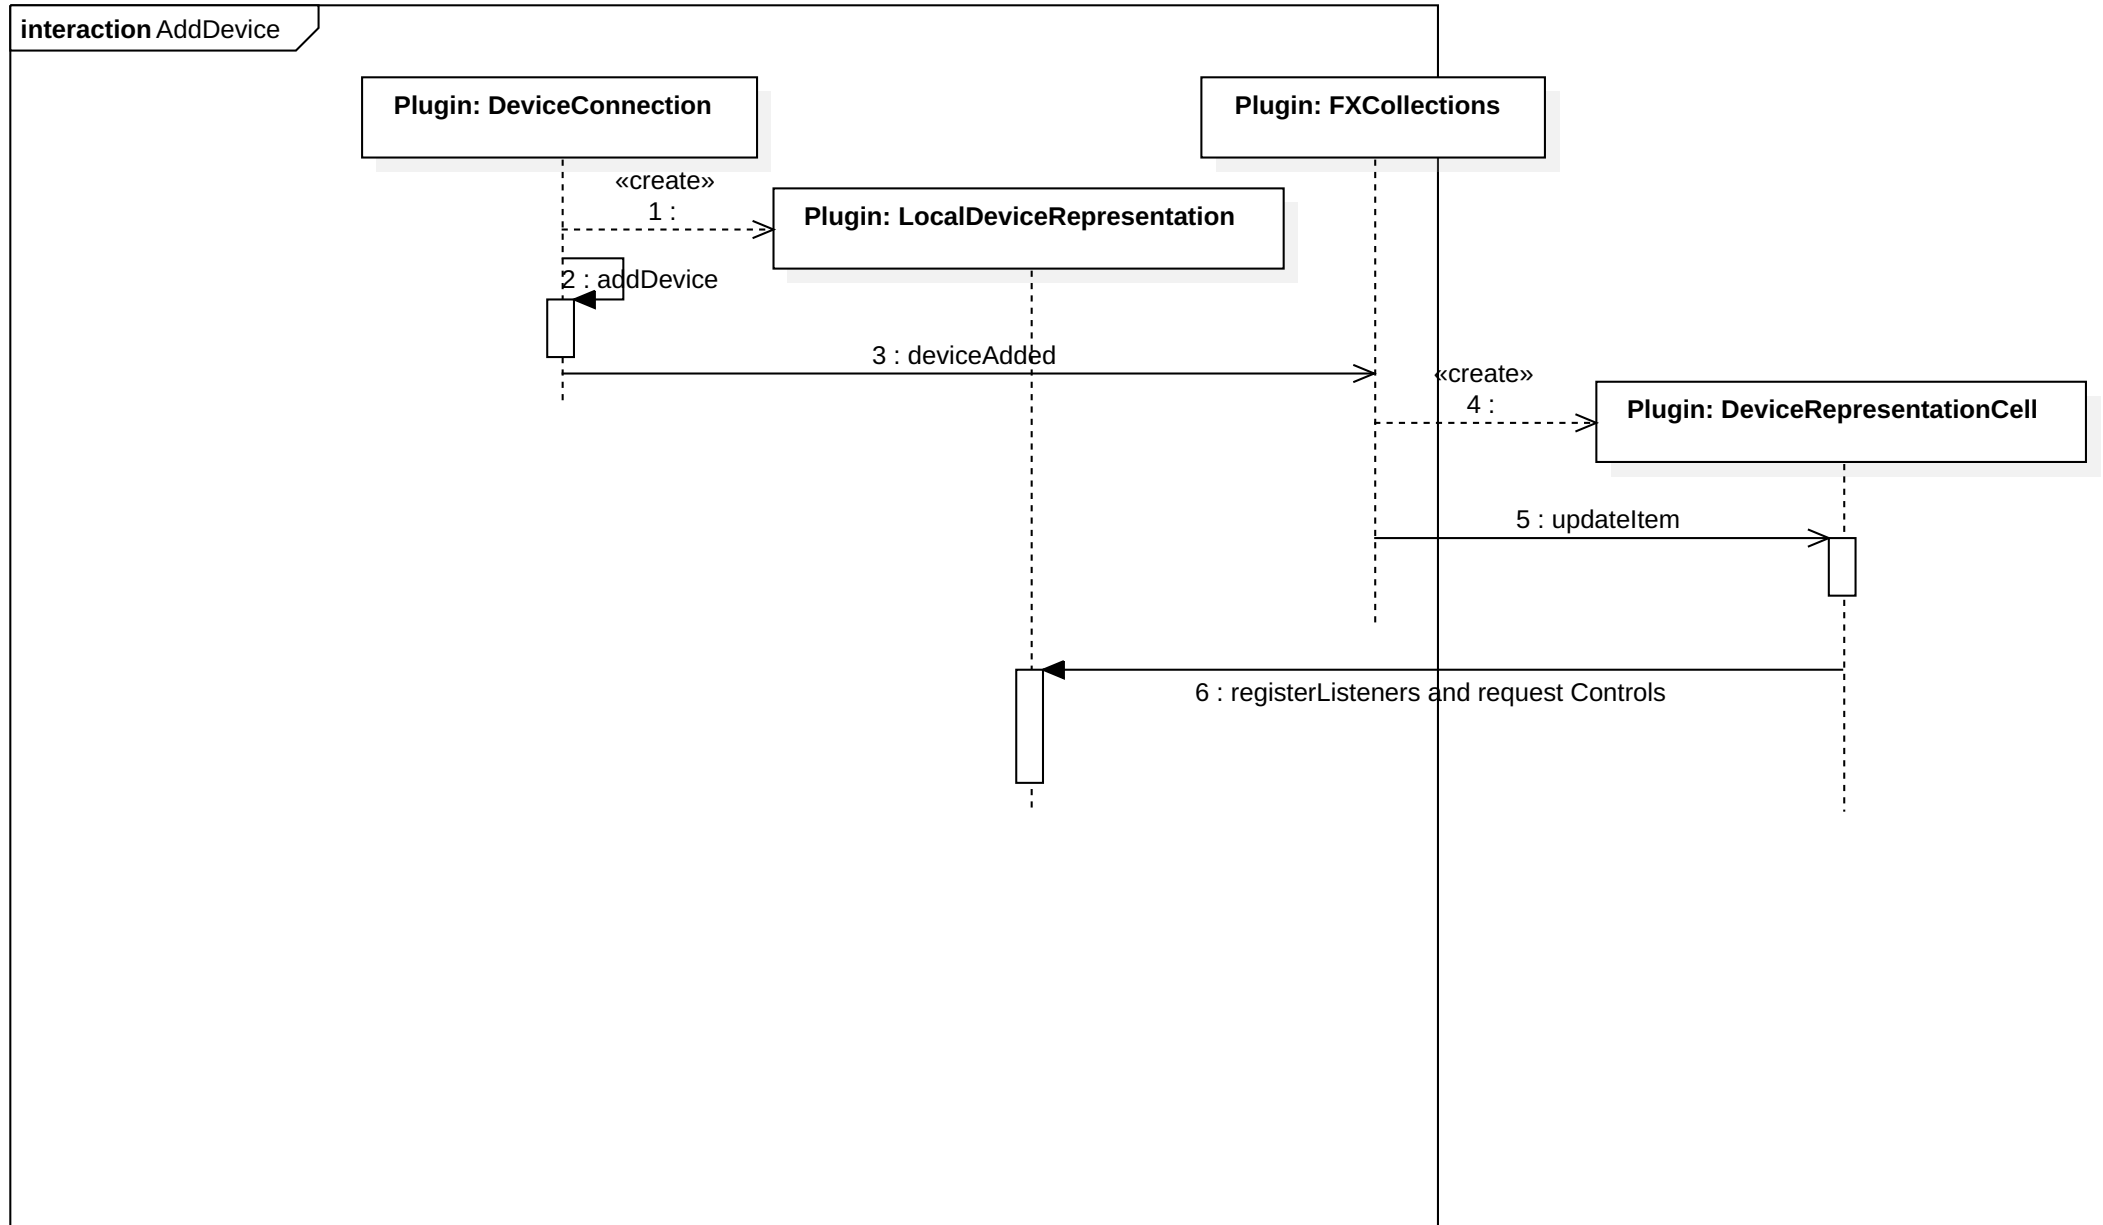 interaction AddDevice
Plugin: DeviceConnection
Plugin: FXCollections
«create»
1 :
Plugin: LocalDeviceRepresentation
2 : addDevice
3 : deviceAdded
«create»
4 :
Plugin: DeviceRepresentationCell
5 : updateItem
6 : registerListeners and request Controls